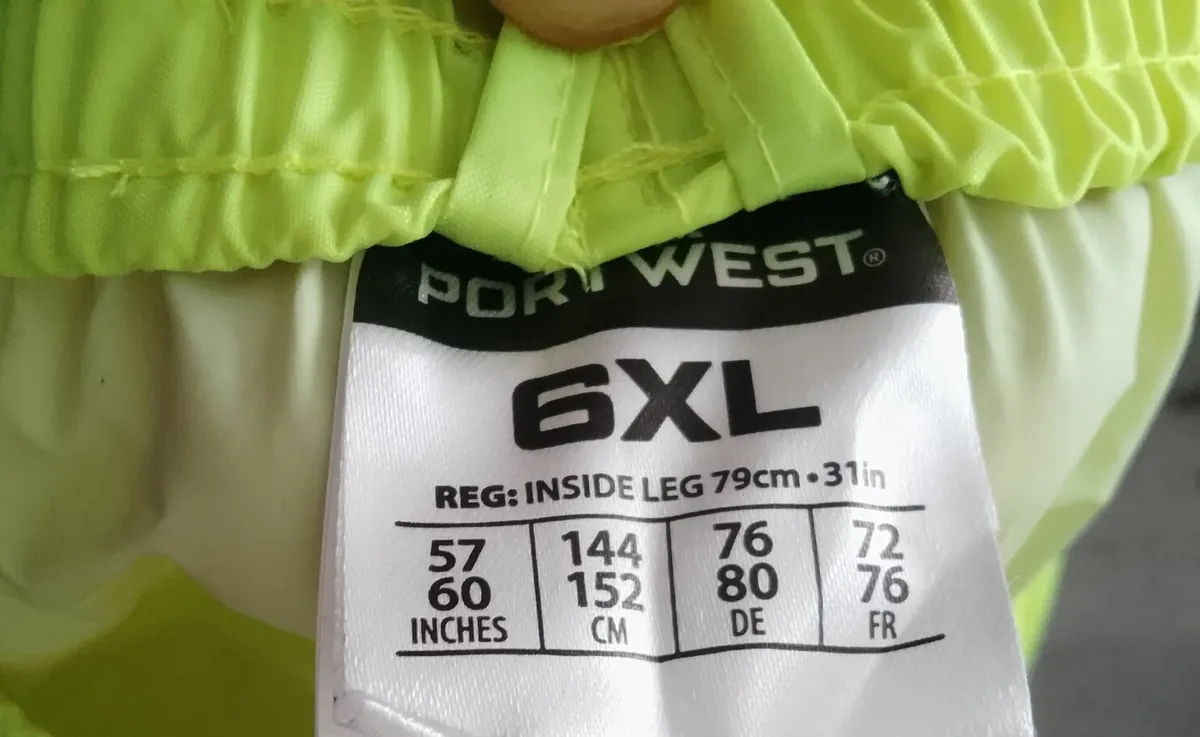 PORTWEST®
6XL
REG: INSIDE LEG 79cm • 31in
57 144 76 72
60 152 80 76
INCHES CM DE FR